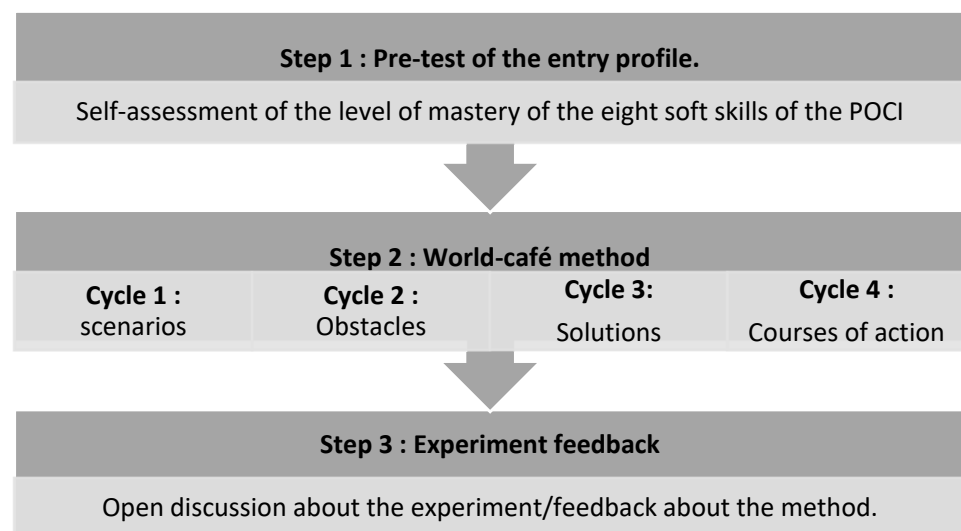 Step 1 : Pre-test of the entry profile.
Self-assessment of the level of mastery of the eight soft skills of the POCI
Step 2 : World-café method
Cycle 1 :
scenarios
Cycle 2 :
Obstacles
Cycle 3:
Solutions
Cycle 4 :
Courses of action
Step 3 : Experiment feedback
Open discussion about the experiment/feedback about the method.